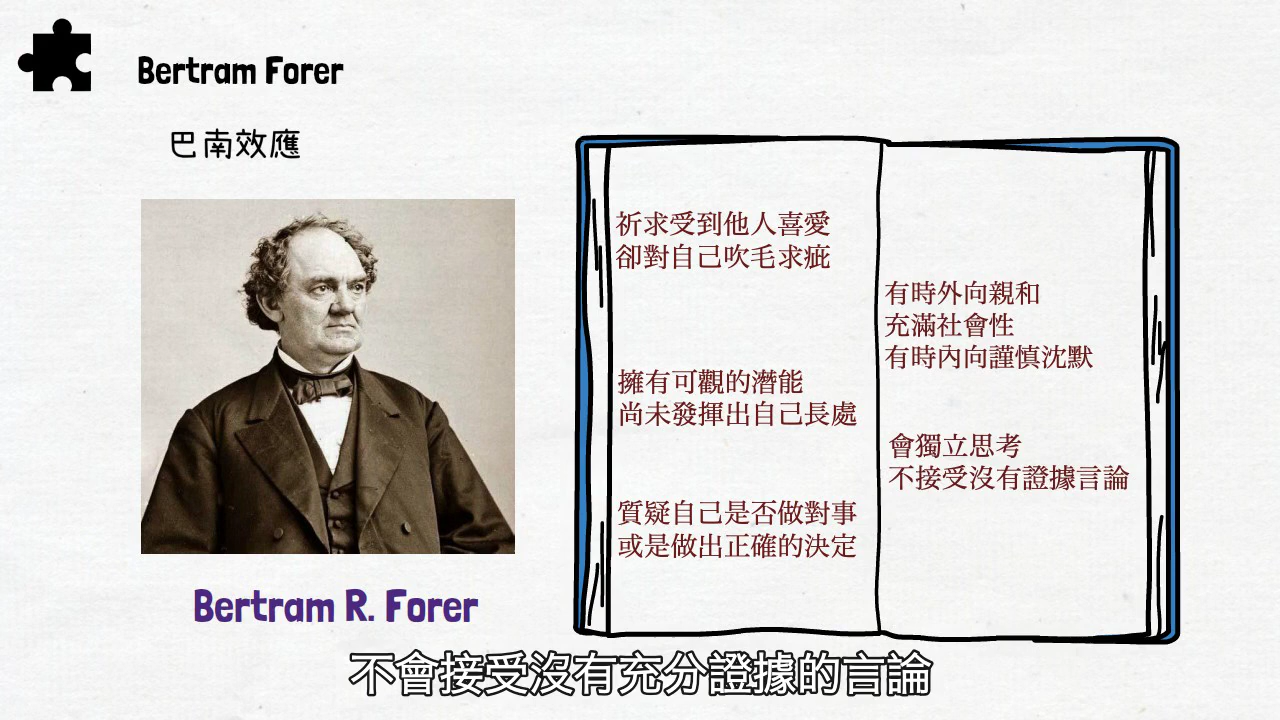 Bertram Forer
巴南效應
祈求受到他人喜愛
卻對自己吹毛求疵
擁有可觀的潛能
尚未發揮出自己長處
質疑自己是否做對事
或是做出正確的決定
有時外向親和
充滿社會性
有時內向謹慎沈默
會獨立思考
不接受沒有證據言論
Bertram R. Forer
不會接受沒有充分證據的言論